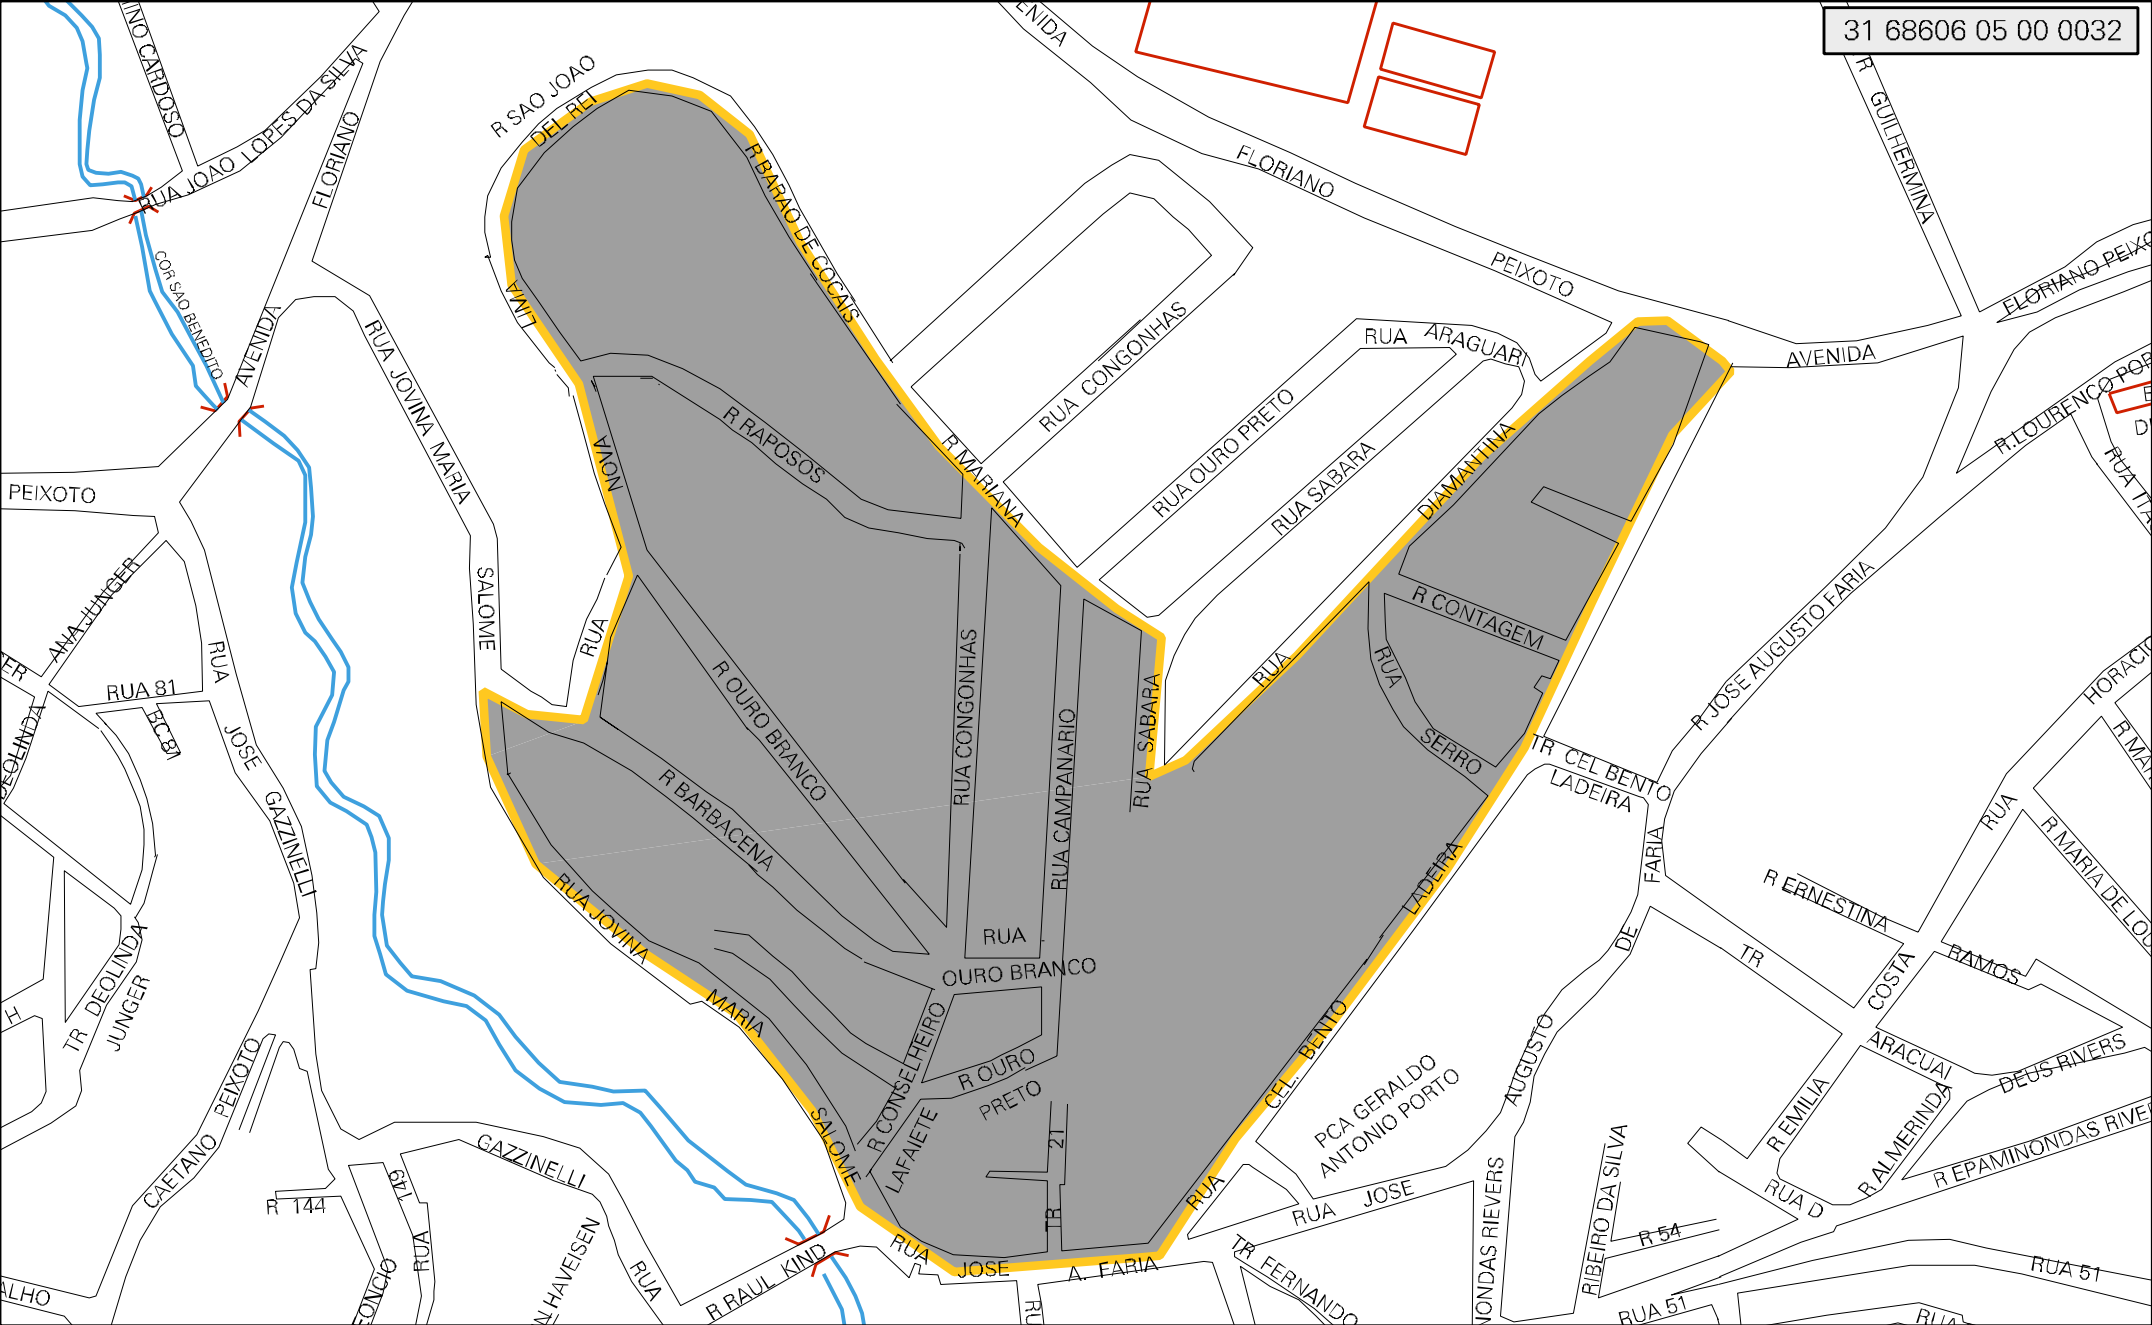 31 68606 05 00 0032
R SAO JOAO
DEL REI
RUA JOAO LOPES DA SILVA
FLORIANO
FLORIANO
PEIXOTO
R
GUILHERMINA
AVENIDA
COR SAO BENEDITO
AVENIDA
PEIXOTO
R BARAO DE COCAIS
LIMA
NOVA
RUA
RUA JOVINA MARIA
SALOME
R RAPOSOS
R MARIANA
RUA CONGONHAS
RUA ARAGUARI
RUA OURO PRETO
RUA SABARA
DIAMANTINA
RUA
R CONTAGEM
RUA
SERRO
R.LOURENCO
ANA JUNGER
RUA 81
BC 81
RUA
JOSE
GAZZINELLI
R OURO BRANCO
R BARBACENA
RUA CONGONHAS
RUA CAMPANARIO
RUA SABARA
TR CEL BENTO
LADEIRA
R JOSE AUGUSTO FARIA
HORACIO
RUA
R MARIA DE
R ERNESTINA
RAMOS
COSTA
TR
FARIA
DE
AUGUSTO
LADEIRA
BENTO
CEL.
RUA
RUA JOVINA
MARIA
SALOME
RUA
OURO BRANCO
R CONSELHEIRO
LAFAIETE
R OURO
PRETO
21
TR
PCA GERALDO
ANTONIO PORTO
ARACUAI
DEUS RIVERS
R EMILIA
R ALMERINDA
R EPAMINONDAS
RUA D
RIBEIRO DA SILVA
R 54
RUA 51
RUA 51
RUA JOSE
TR FERNANDO
RUA
JOSE
A. FARIA
R RAUL KIND
RUA
GAZZINELLI
149
RUA
R 144
CAETANO PEIXOTO
TR DEOLINDA
JUNGER
H